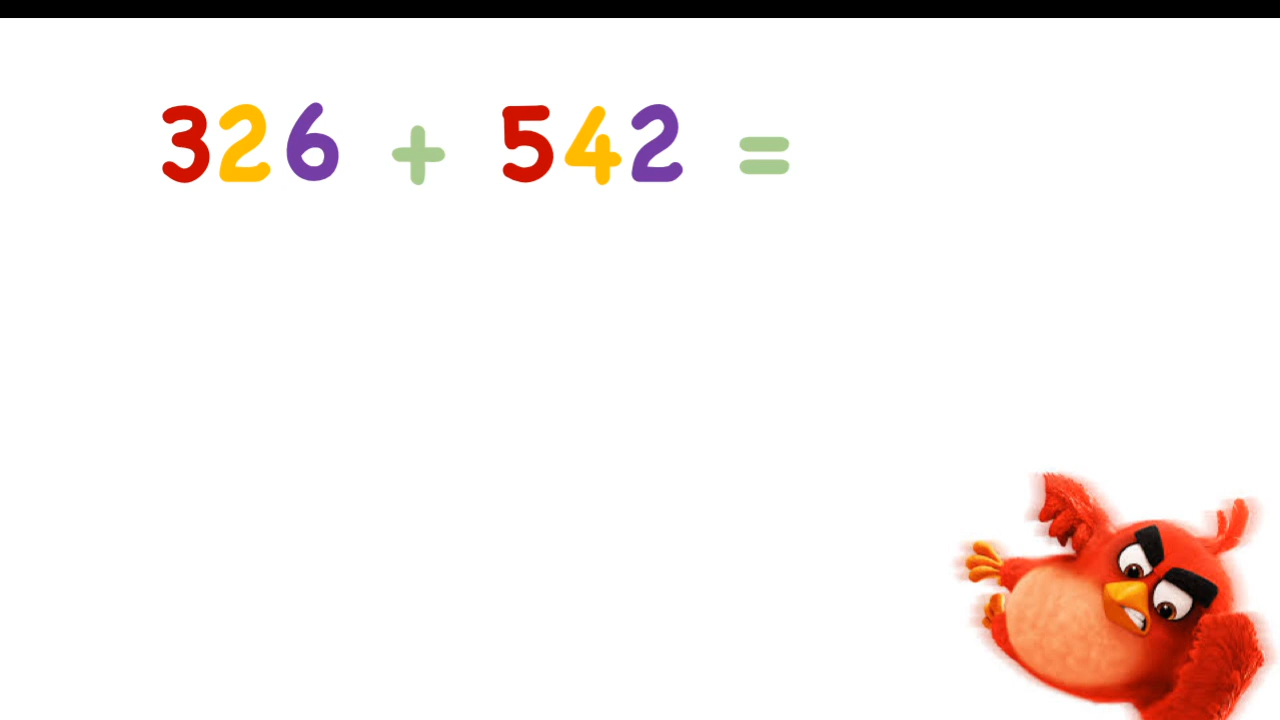 326 + 542 =